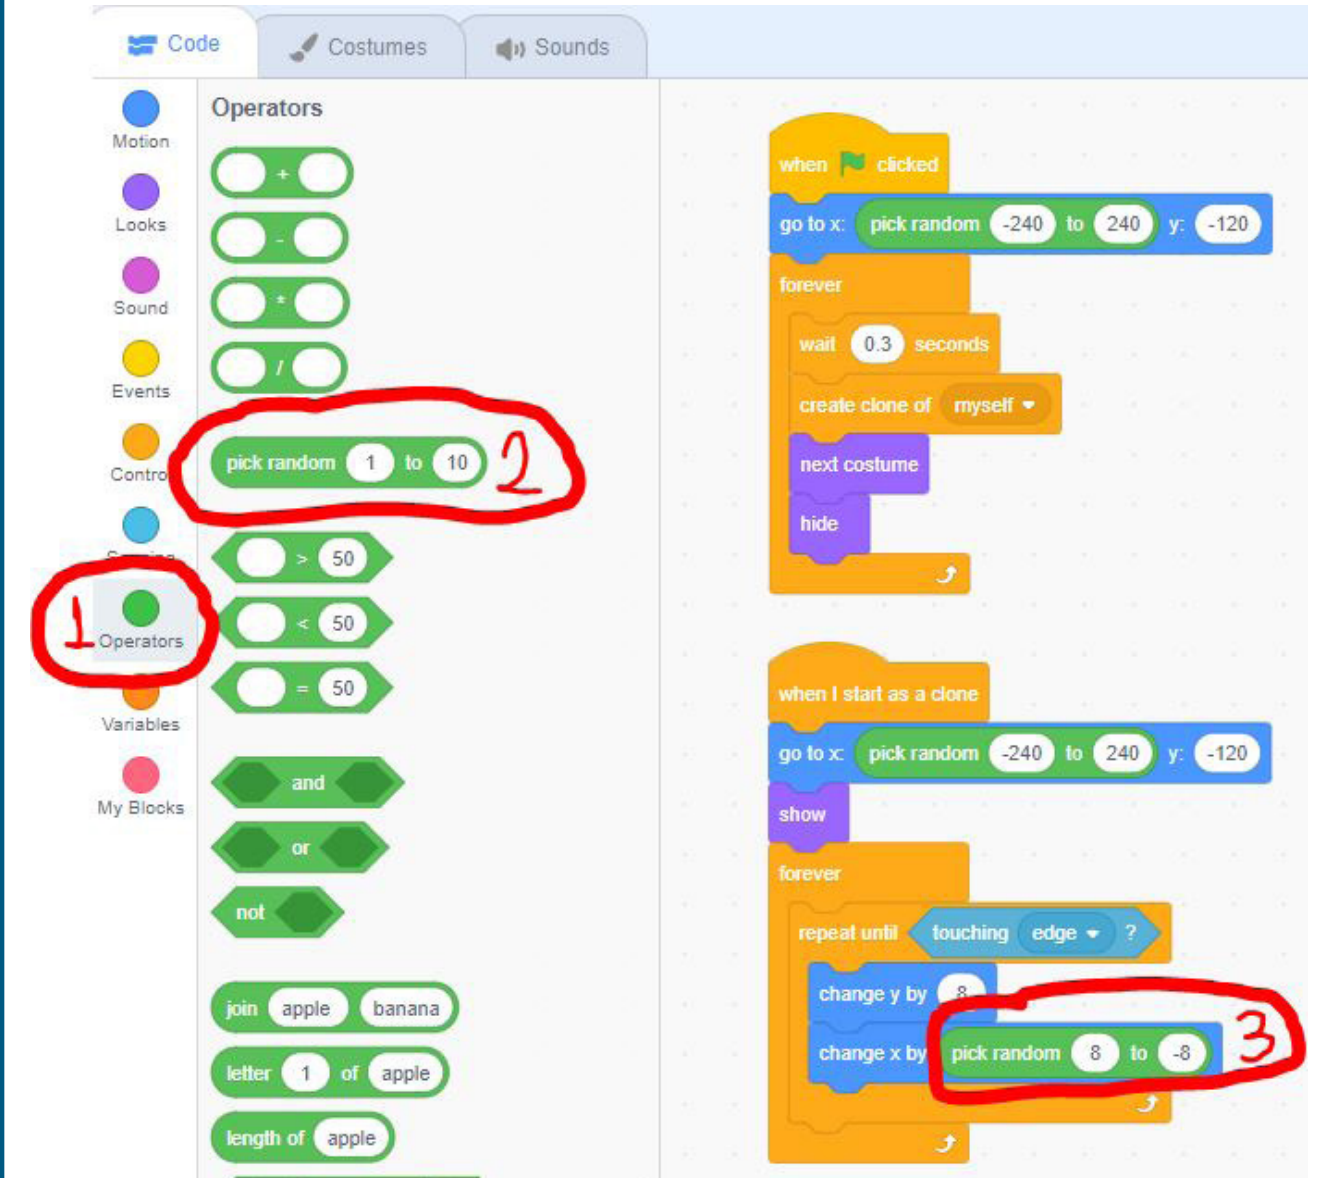 Code Costumes Sounds
Motion
Looks
Sound
Events
Control
Operators
Variables
My Blocks
Operators
+
-
*
/
pick random 1 to 10
> 50
< 50
= 50
and
or
not
join apple banana
letter 1 of apple
length of apple
1
2
when clicked
go to x: pick random -240 to 240 y: -120
forever
wait 0.3 seconds
create clone of myself
next costume
hide
when I start as a clone
go to x: pick random -240 to 240 y: -120
show
forever
repeat until touching edge ?
change y by 8
change x by pick random 8 to -8
3